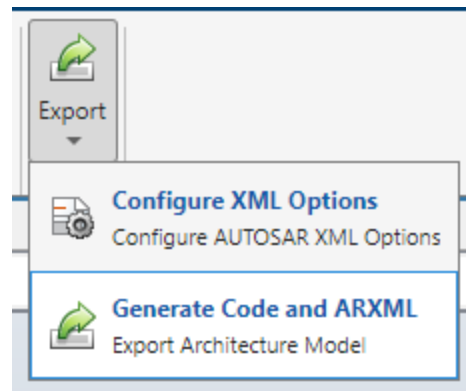 Export
Configure XML Options
Configure AUTOSAR XML Options
Generate Code and ARXML
Export Architecture Model